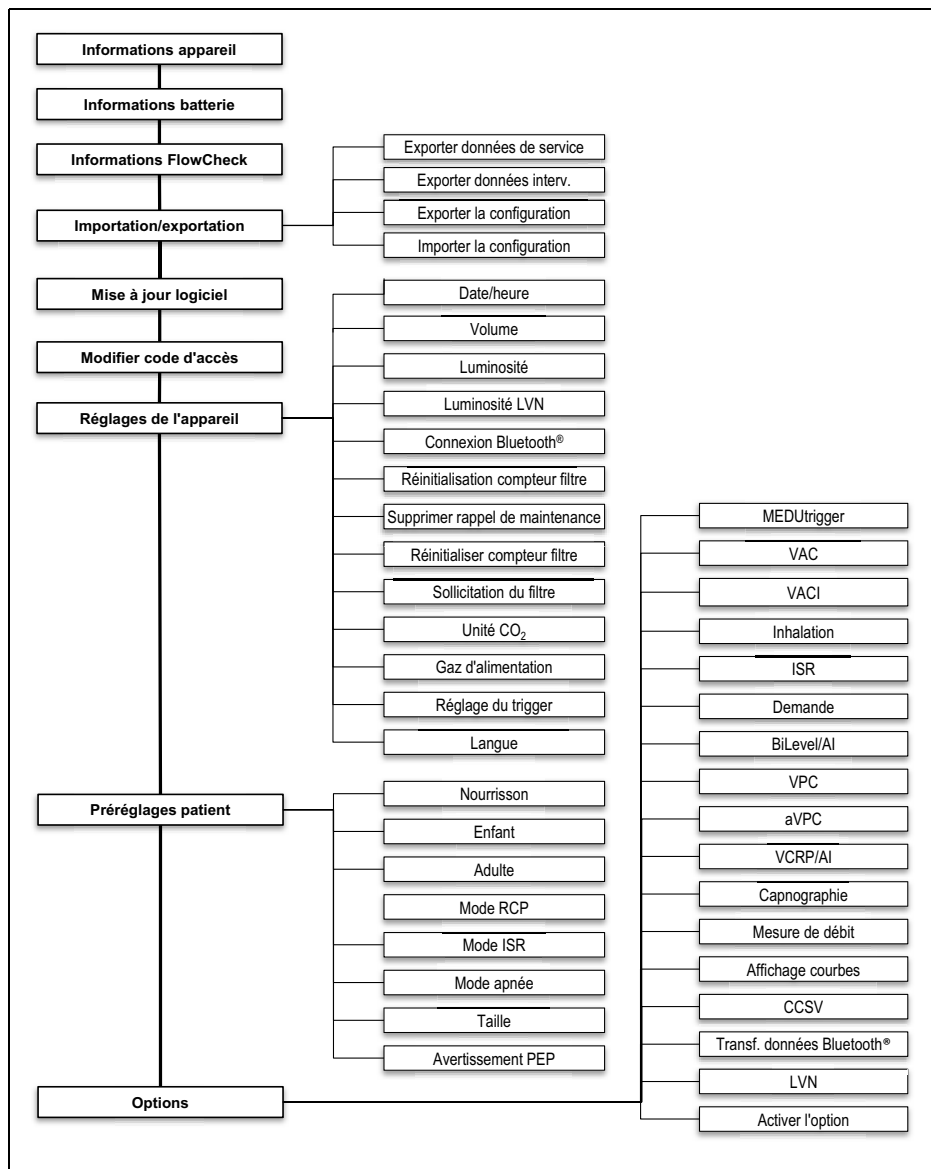 Informations appareil
Informations batterie
Informations FlowCheck
Importation/exportation
Exporter données de service
Exporter données interv.
Exporter la configuration
Importer la configuration
Mise à jour logiciel
Modifier code d'accès
Réglages de l'appareil
Date/heure
Volume
Luminosité
Luminosité LVN
Connexion Bluetooth®
Réinitialisation compteur filtre
Supprimer rappel de maintenance
Réinitialiser compteur filtre
Sollicitation du filtre
Unité CO₂
Gaz d'alimentation
Réglage du trigger
Langue
Préréglages patient
Nourrisson
Enfant
Adulte
Mode RCP
Mode ISR
Mode apnée
Taille
Avertissement PEP
Options
MEDUtrigger
VAC
VACI
Inhalation
ISR
Demande
BiLevel/AI
VPC
aVPC
VCRP/AI
Capnographie
Mesure de débit
Affichage courbes
CCSV
Transf. données Bluetooth®
LVN
Activer l'option